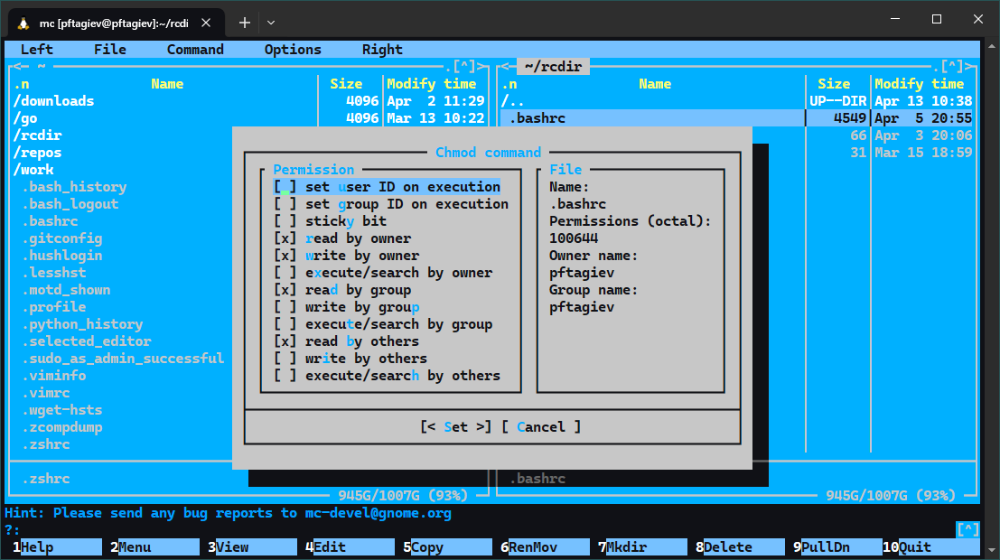 mc [pftagiev@pftagiev]:~/rcdi
Left File Command Options Right
<─ ~ .[^]> <─ ~/rcdir .[^]>
.n Name Size Modify time .n Name Size Modify time
/downloads 4096 Apr 2 11:29 /.. UP--DIR Apr 13 10:38
/go 4096 Mar 13 10:22 .bashrc 4549 Apr 5 20:55
/rcdir 66 Apr 3 20:06
/repos Chmod command 31 Mar 15 18:59
/work Permission File
.bash_history [ ] set user ID on execution Name:
.bash_logout [ ] set group ID on execution .bashrc
.bashrc [ ] sticky bit Permissions (octal):
.gitconfig [x] read by owner 100644
.hushlogin [x] write by owner Owner name:
.lesshst [ ] execute/search by owner pftagiev
.motd_shown [x] read by group Group name:
.profile [ ] write by group pftagiev
.python_history [ ] execute/search by group
.selected_editor [x] read by others
.sudo_as_admin_successful [ ] write by others
.viminfo [ ] execute/search by others
.vimrc
.wget-hsts
.zcompdump [< Set >] [ Cancel ]
.zshrc
.zshrc .bashrc
945G/1007G (93%) 945G/1007G (93%)
Hint: Please send any bug reports to mc-devel@gnome.org
?: [^]
1Help 2Menu 3View 4Edit 5Copy 6RenMov 7Mkdir 8Delete 9PullDn 10Quit